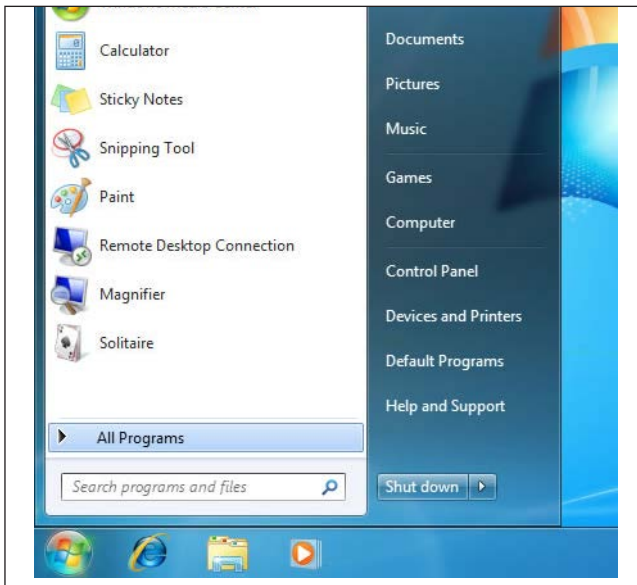 Calculator
Sticky Notes
Snipping Tool
Paint
Remote Desktop Connection
Magnifier
Solitaire
All Programs
Search programs and files
Documents
Pictures
Music
Games
Computer
Control Panel
Devices and Printers
Default Programs
Help and Support
Shut down